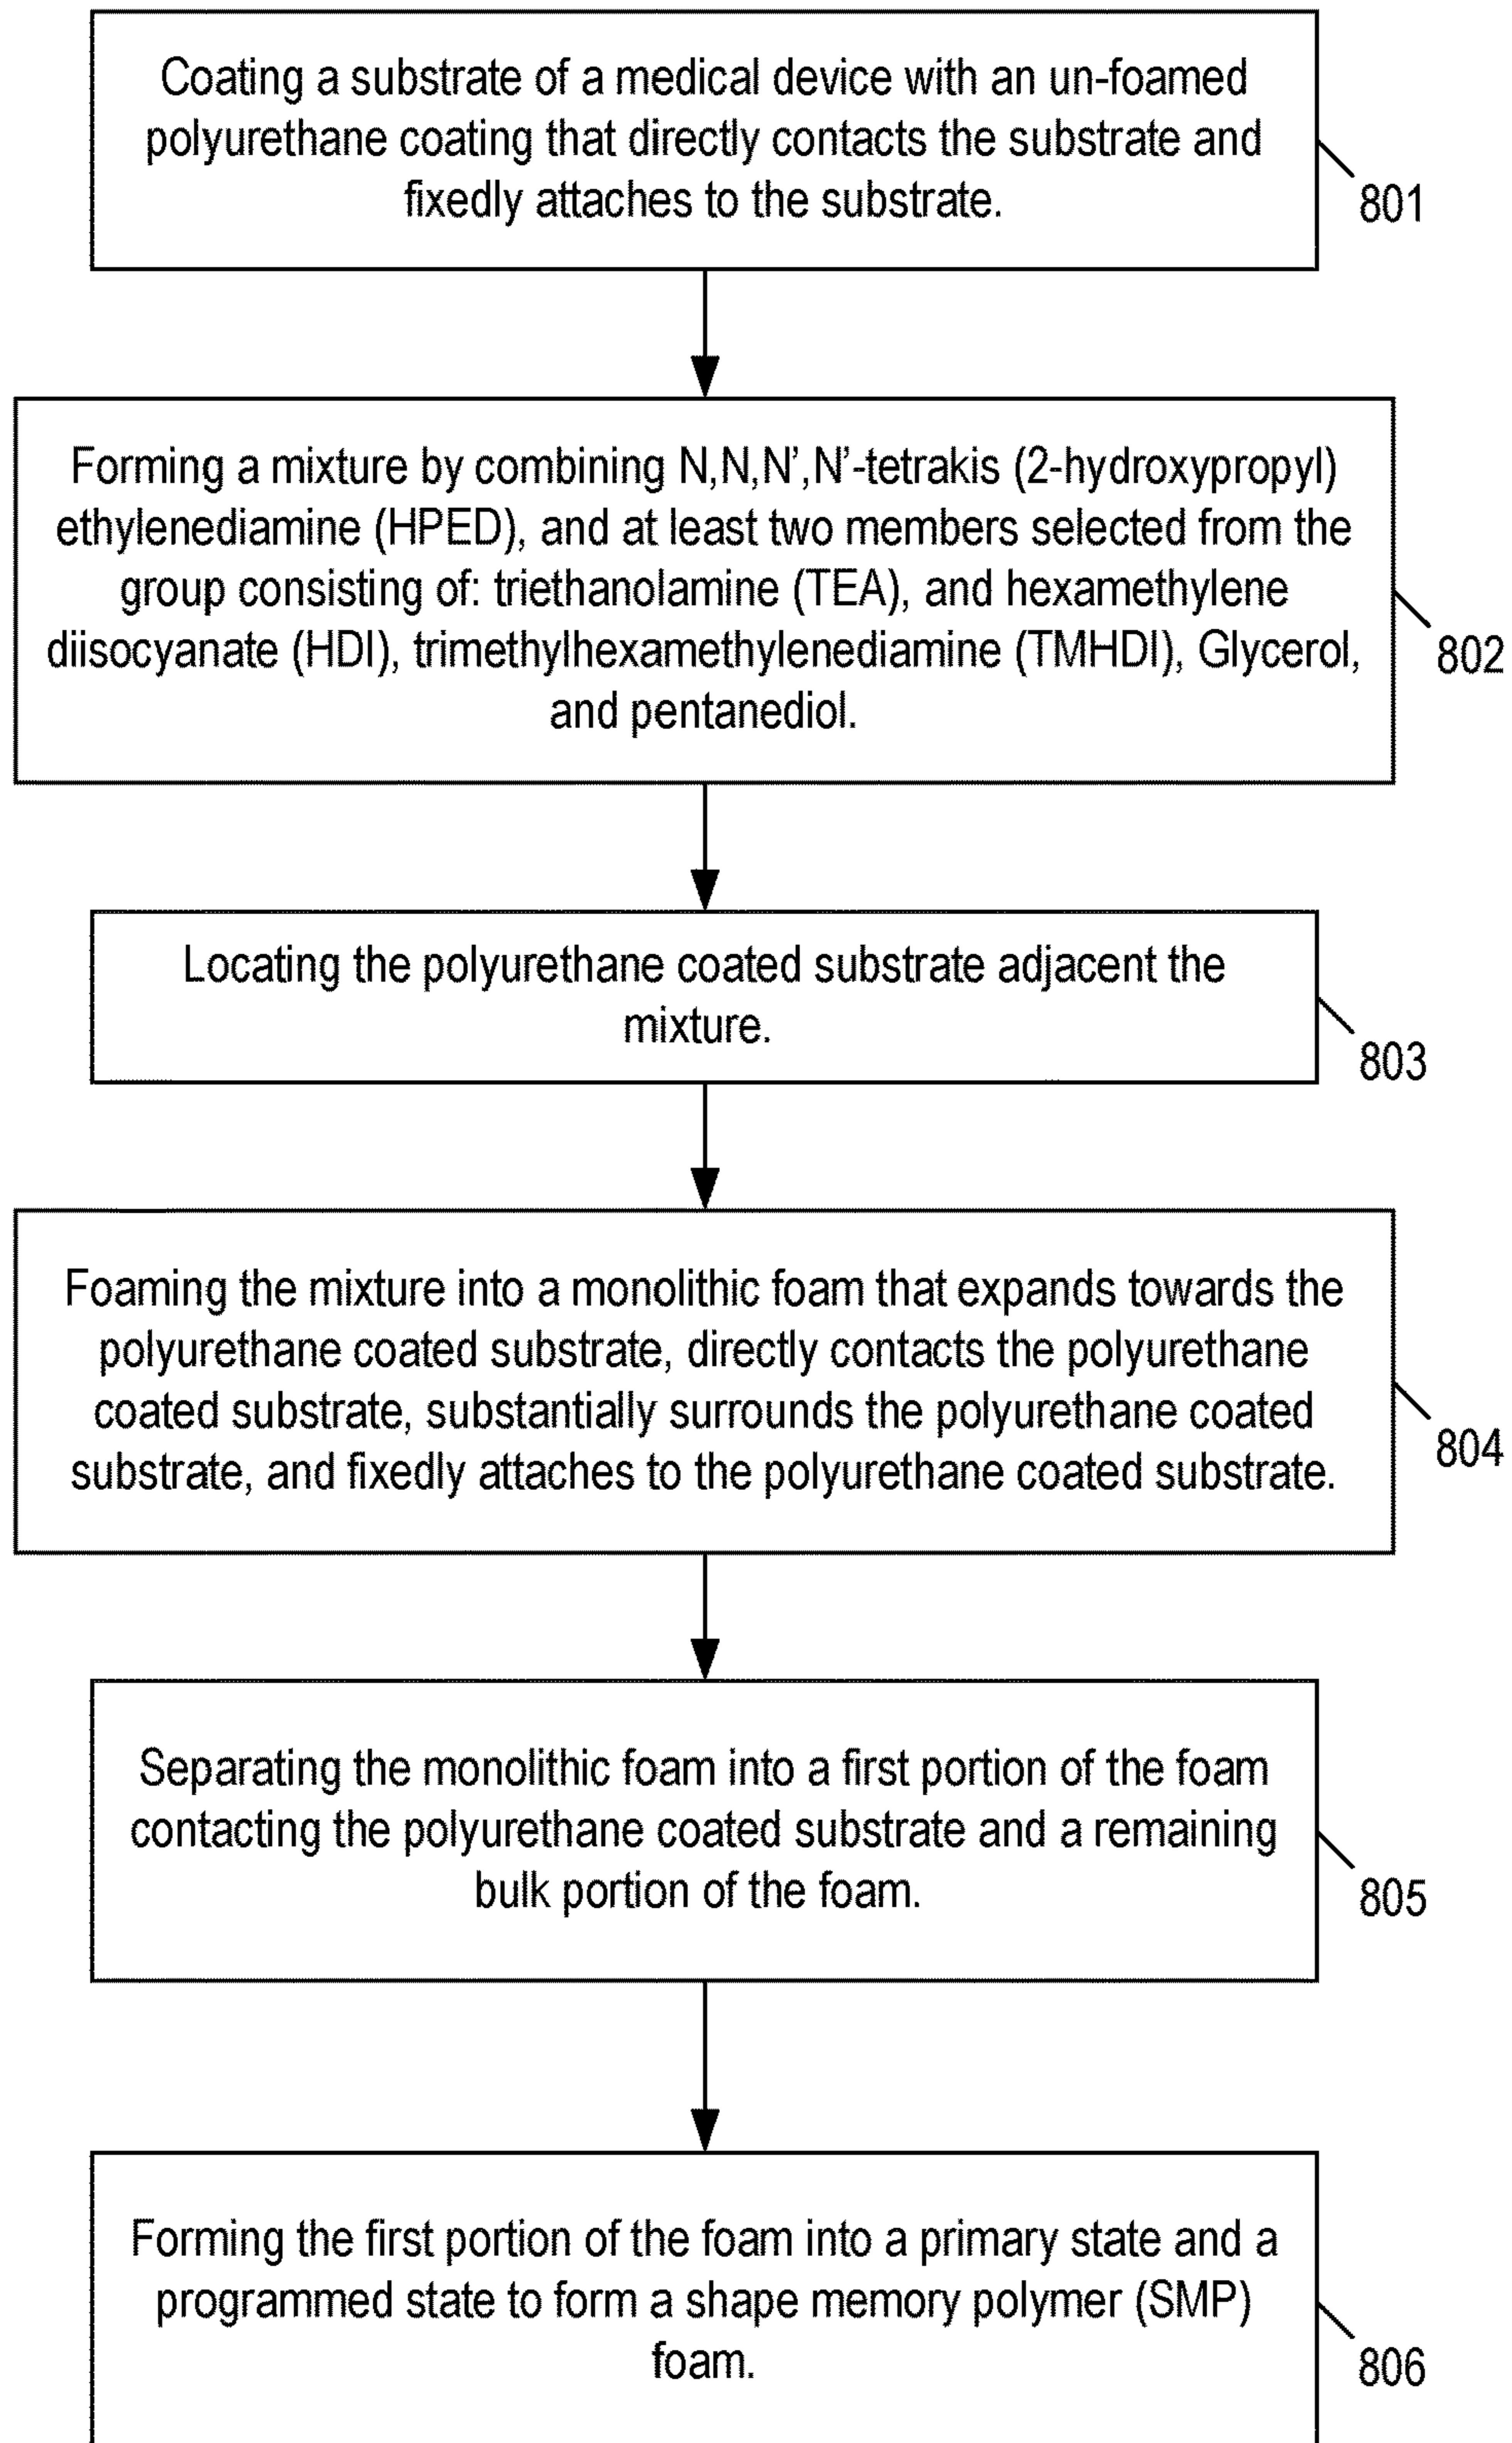 Coating a substrate of a medical device with an un-foamed
polyurethane coating that directly contacts the substrate and
fixedly attaches to the substrate.
801
Forming a mixture by combining N,N,N',N'-tetrakis (2-hydroxypropyl)
ethylenediamine (HPED), and at least two members selected from the
group consisting of: triethanolamine (TEA), and hexamethylene
diisocyanate (HDI), trimethylhexamethylenediamine (TMHDI), Glycerol,
and pentanediol.
802
Locating the polyurethane coated substrate adjacent the
mixture.
803
Foaming the mixture into a monolithic foam that expands towards the
polyurethane coated substrate, directly contacts the polyurethane
coated substrate, substantially surrounds the polyurethane coated
substrate, and fixedly attaches to the polyurethane coated substrate.
804
Separating the monolithic foam into a first portion of the foam
contacting the polyurethane coated substrate and a remaining
bulk portion of the foam.
805
Forming the first portion of the foam into a primary state and a
programmed state to form a shape memory polymer (SMP)
foam.
806